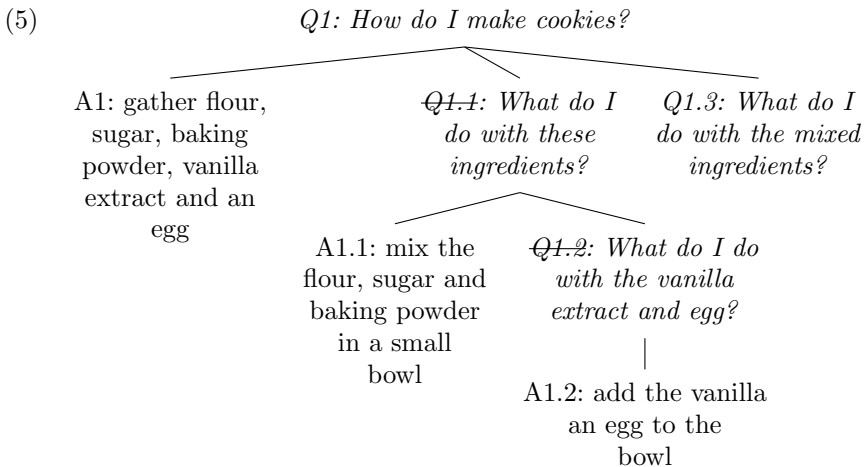 (5)
Q1: How do I make cookies?
A1: gather flour,
sugar, baking
powder, vanilla
extract and an
egg
Q1.1: What do I
do with these
ingredients?
Q1.3: What do I
do with the mixed
ingredients?
A1.1: mix the
flour, sugar and
baking powder
in a small
bowl
Q1.2: What do I do
with the vanilla
extract and egg?
A1.2: add the vanilla
an egg to the
bowl